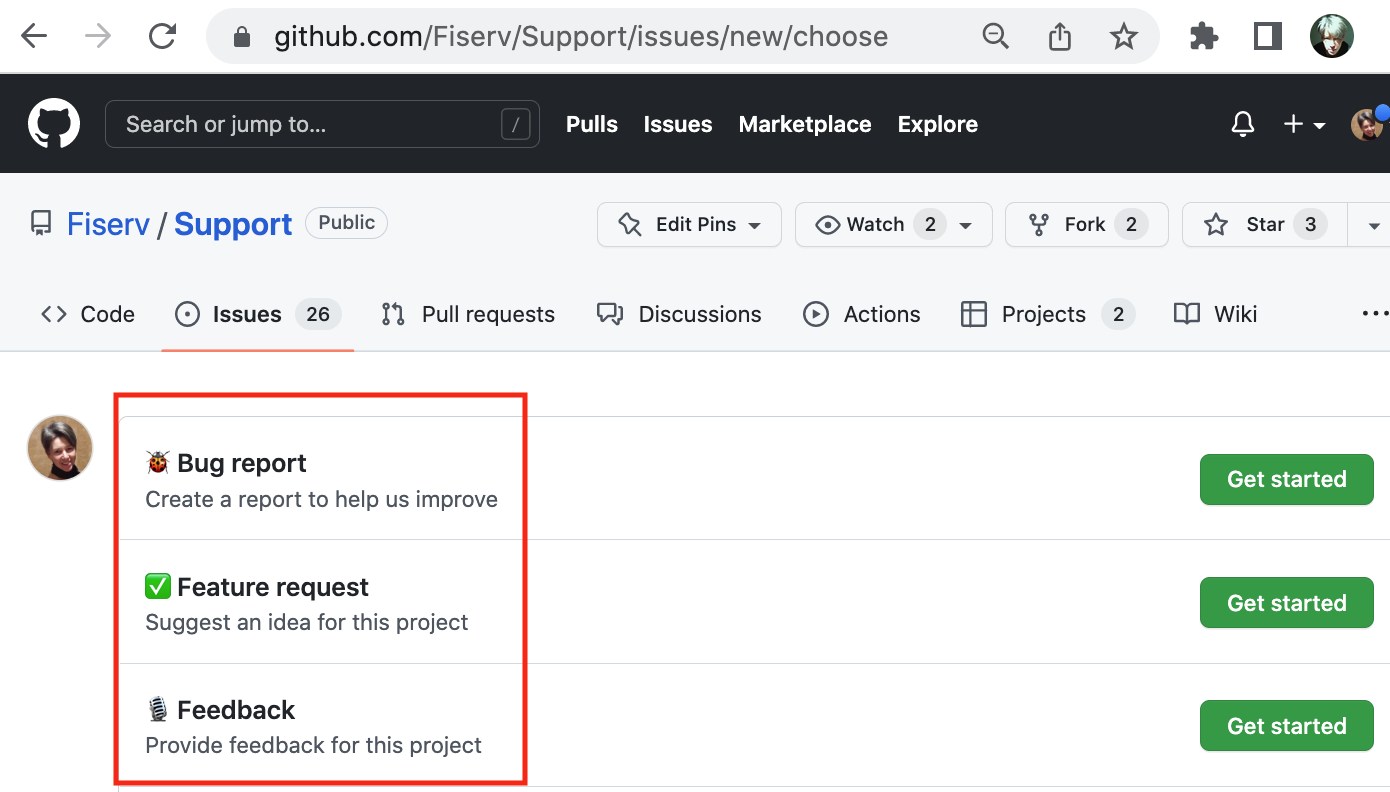 github.com/Fiserv/Support/issues/new/choose
Search or jump to... / Pulls Issues Marketplace Explore
Fiserv / Support Public Edit Pins Watch 2 Fork 2 Star 3
Code Issues 26 Pull requests Discussions Actions Projects 2 Wiki ...
Bug report
Create a report to help us improve
Get started
Feature request
Suggest an idea for this project
Get started
Feedback
Provide feedback for this project
Get started